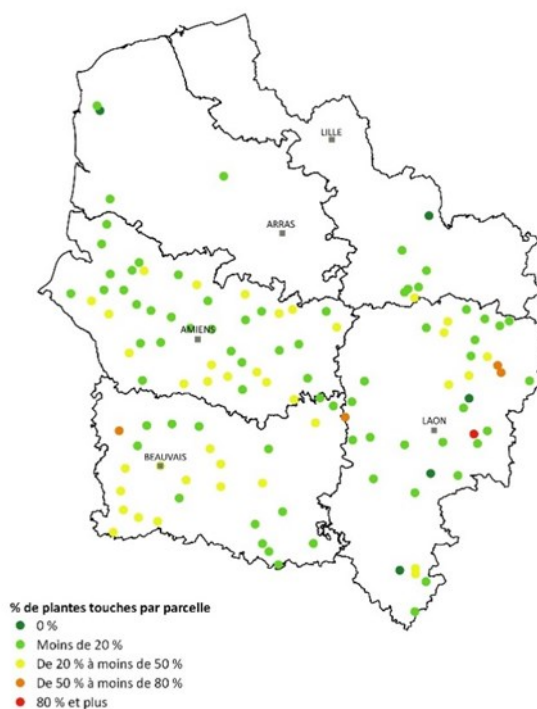 LILLE
ARRAS
AMIENS
LAON
BEAUVAIS
% de plantes touches par parcelle
0 %
Moins de 20 %
De 20 % à moins de 50 %
De 50 % à moins de 80 %
80 % et plus